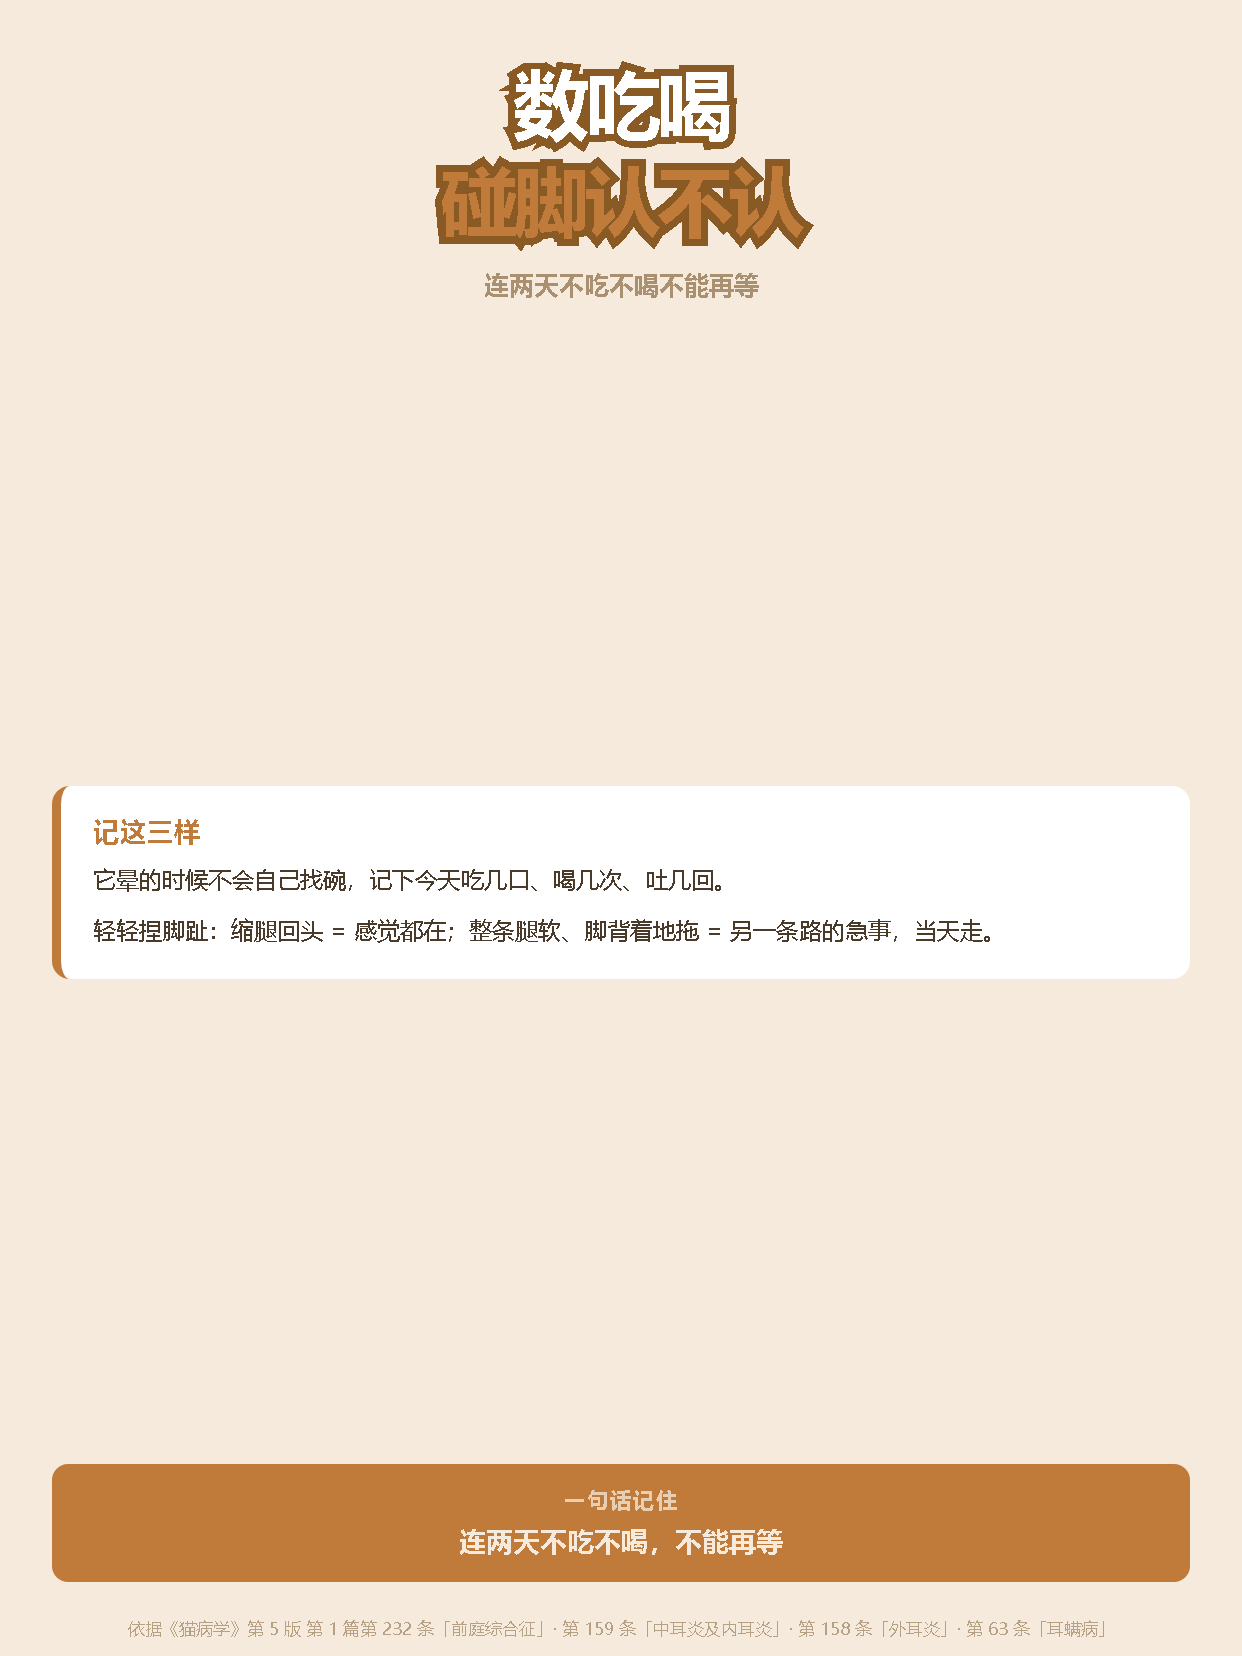 数吃喝
碰脚认不认
连两天不吃不喝不能再等
记这三样
它晕的时候不会自己找碗，记下今天吃几口、喝几次、吐几回。
轻轻捏脚趾：缩腿回头 = 感觉都在；整条腿软、脚背着地拖 = 另一条路的急事，当天走。
一句话记住
连两天不吃不喝，不能再等
依据《猫病学》第 5 版 第 1 篇第 232 条「前庭综合征」· 第 159 条「中耳炎及内耳炎」· 第 158 条「外耳炎」· 第 63 条「耳螨病」